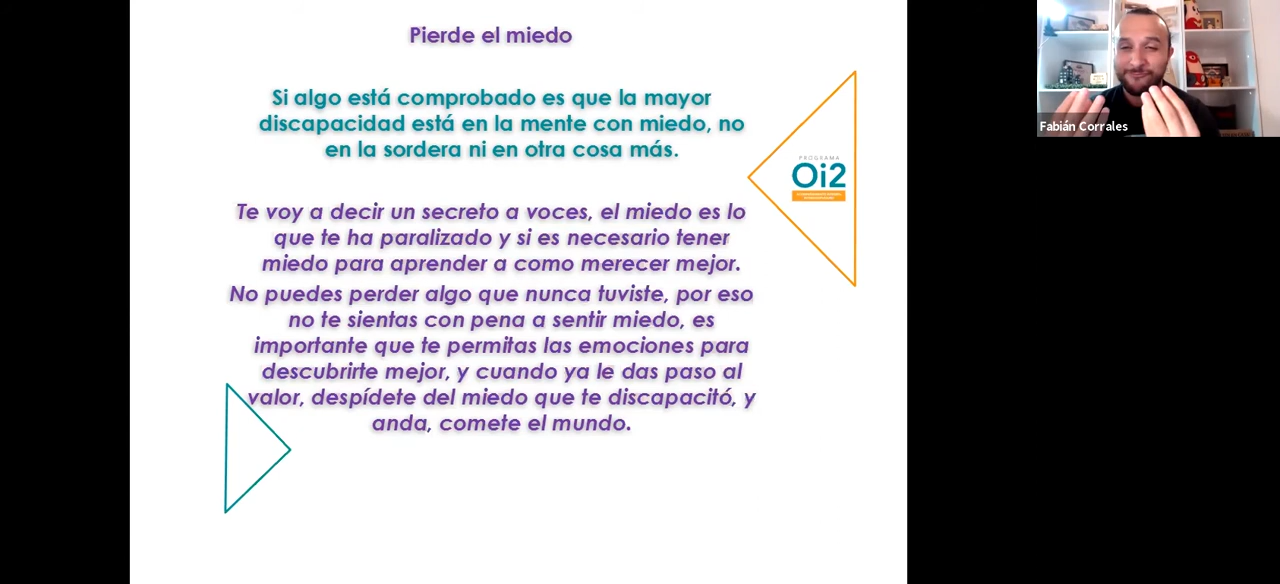 Pierde el miedo
Si algo está comprobado es que la mayor
discapacidad está en la mente con miedo, no
en la sordera ni en otra cosa más.
PROGRAMA
Oi2
Te voy a decir un secreto a voces, el miedo es lo
que te ha paralizado y si es necesario tener
miedo para aprender a como merecer mejor.
No puedes perder algo que nunca tuviste, por eso
no te sientas con pena a sentir miedo, es
importante que te permitas las emociones para
descubrirte mejor, y cuando ya le das paso al
valor, despídete del miedo que te discapacitó, y
anda, comete el mundo.
Fabián Corrales